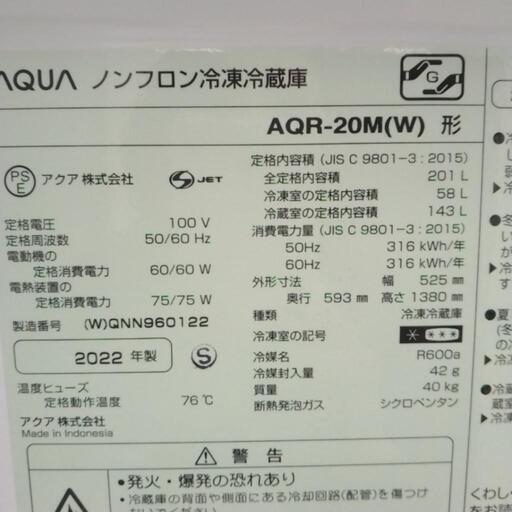 AQUA ノンフロン冷凍冷蔵庫
G
AQR-20M(W) 形
PS
E
アクア 株式会社
S JET
定格電圧 100 V
定格周波数 50/60 Hz
電動機の
定格消費電力 60/60 W
電熱装置の
定格消費電力 75/75 W
製造番号 (W)QNN960122
2022 年製
S
温度ヒューズ
定格動作温度 76℃
アクア 株式会社
Made in Indonesia
定格内容積 (JIS C 9801-3 : 2015)
全定格内容積 201 L
冷凍室の定格内容積 58 L
冷蔵室の定格内容積 143 L
消費電力量 (JIS C 9801-3 : 2015)
50Hz 316 kWh/年
60Hz 316 kWh/年
外形寸法 幅 525 mm
奥行 593 mm 高さ 1380 mm
種類 冷凍冷蔵庫
冷凍室の記号 * ***
冷媒名 R600a
冷媒封入量 42 g
質量 40 kg
断熱発泡ガス シクロペンタン
⚠ 警告
•発火・爆発の恐れあり
・冷蔵庫の背面や側面にある冷却回路(配管)を傷つけ
くわし
をお読